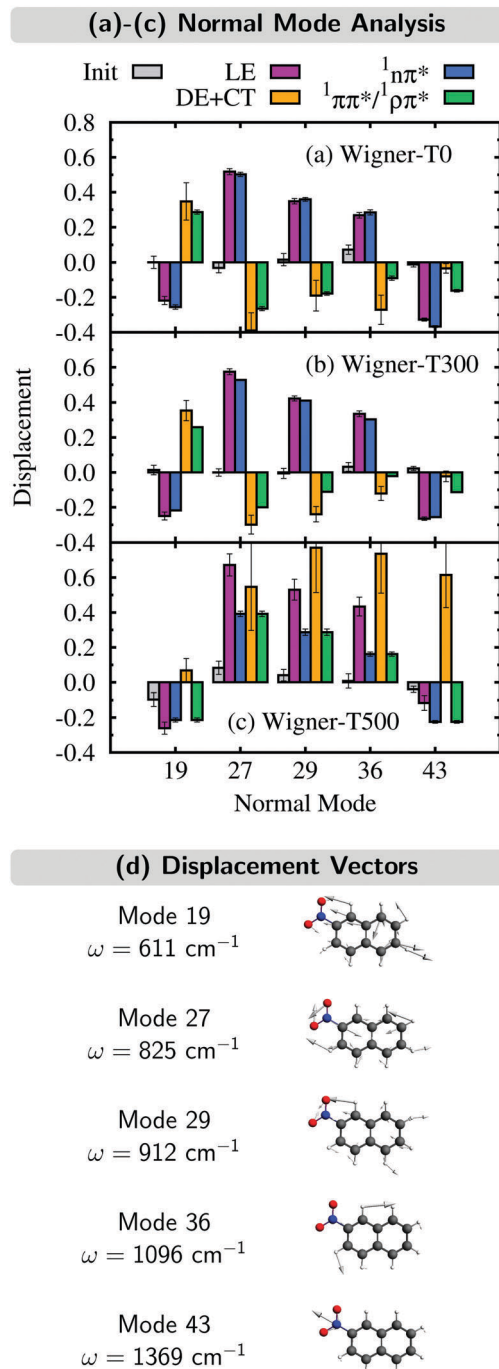 (a)-(c) Normal Mode Analysis
Init LE ¹nπ*
DE+CT ¹ππ*/¹ρπ*
0.8
(a) Wigner-T0
0.6
0.4
0.2
0.0
-0.2
-0.4
(b) Wigner-T300
0.6
0.4
0.2
0.0
-0.2
-0.4
0.6
0.4
0.2
0.0
-0.2
(c) Wigner-T500
-0.4
Displacement
19 27 29 36 43
Normal Mode
(d) Displacement Vectors
Mode 19
ω = 611 cm⁻¹
Mode 27
ω = 825 cm⁻¹
Mode 29
ω = 912 cm⁻¹
Mode 36
ω = 1096 cm⁻¹
Mode 43
ω = 1369 cm⁻¹